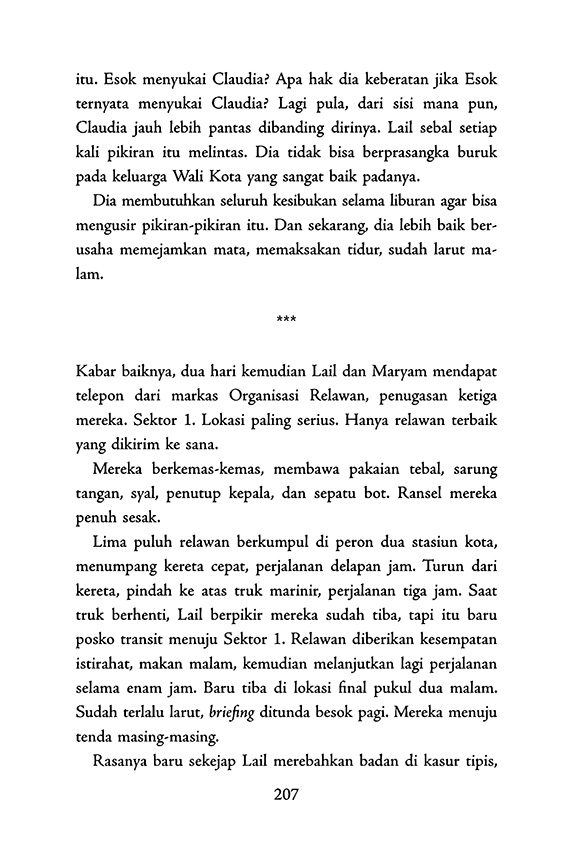 itu. Esok menyukai Claudia? Apa hak dia keberatan jika Esok
ternyata menyukai Claudia? Lagi pula, dari sisi mana pun,
Claudia jauh lebih pantas dibanding dirinya. Lail sebal setiap
kali pikiran itu melintas. Dia tidak bisa berprasangka buruk
pada keluarga Wali Kota yang sangat baik padanya.
Dia membutuhkan seluruh kesibukan selama liburan agar bisa
mengusir pikiran-pikiran itu. Dan sekarang, dia lebih baik ber-
usaha memejamkan mata, memaksakan tidur, sudah larut ma-
lam.
***
Kabar baiknya, dua hari kemudian Lail dan Maryam mendapat
telepon dari markas Organisasi Relawan, penugasan ketiga
mereka. Sektor 1. Lokasi paling serius. Hanya relawan terbaik
yang dikirim ke sana.
Mereka berkemas-kemas, membawa pakaian tebal, sarung
tangan, syal, penutup kepala, dan sepatu bot. Ransel mereka
penuh sesak.
Lima puluh relawan berkumpul di peron dua stasiun kota,
menumpang kereta cepat, perjalanan delapan jam. Turun dari
kereta, pindah ke atas truk marinir, perjalanan tiga jam. Saat
truk berhenti, Lail berpikir mereka sudah tiba, tapi itu baru
posko transit menuju Sektor 1. Relawan diberikan kesempatan
istirahat, makan malam, kemudian melanjutkan lagi perjalanan
selama enam jam. Baru tiba di lokasi final pukul dua malam.
Sudah terlalu larut, briefing ditunda besok pagi. Mereka menuju
tenda masing-masing.
Rasanya baru sekejap Lail merebahkan badan di kasur tipis,
207